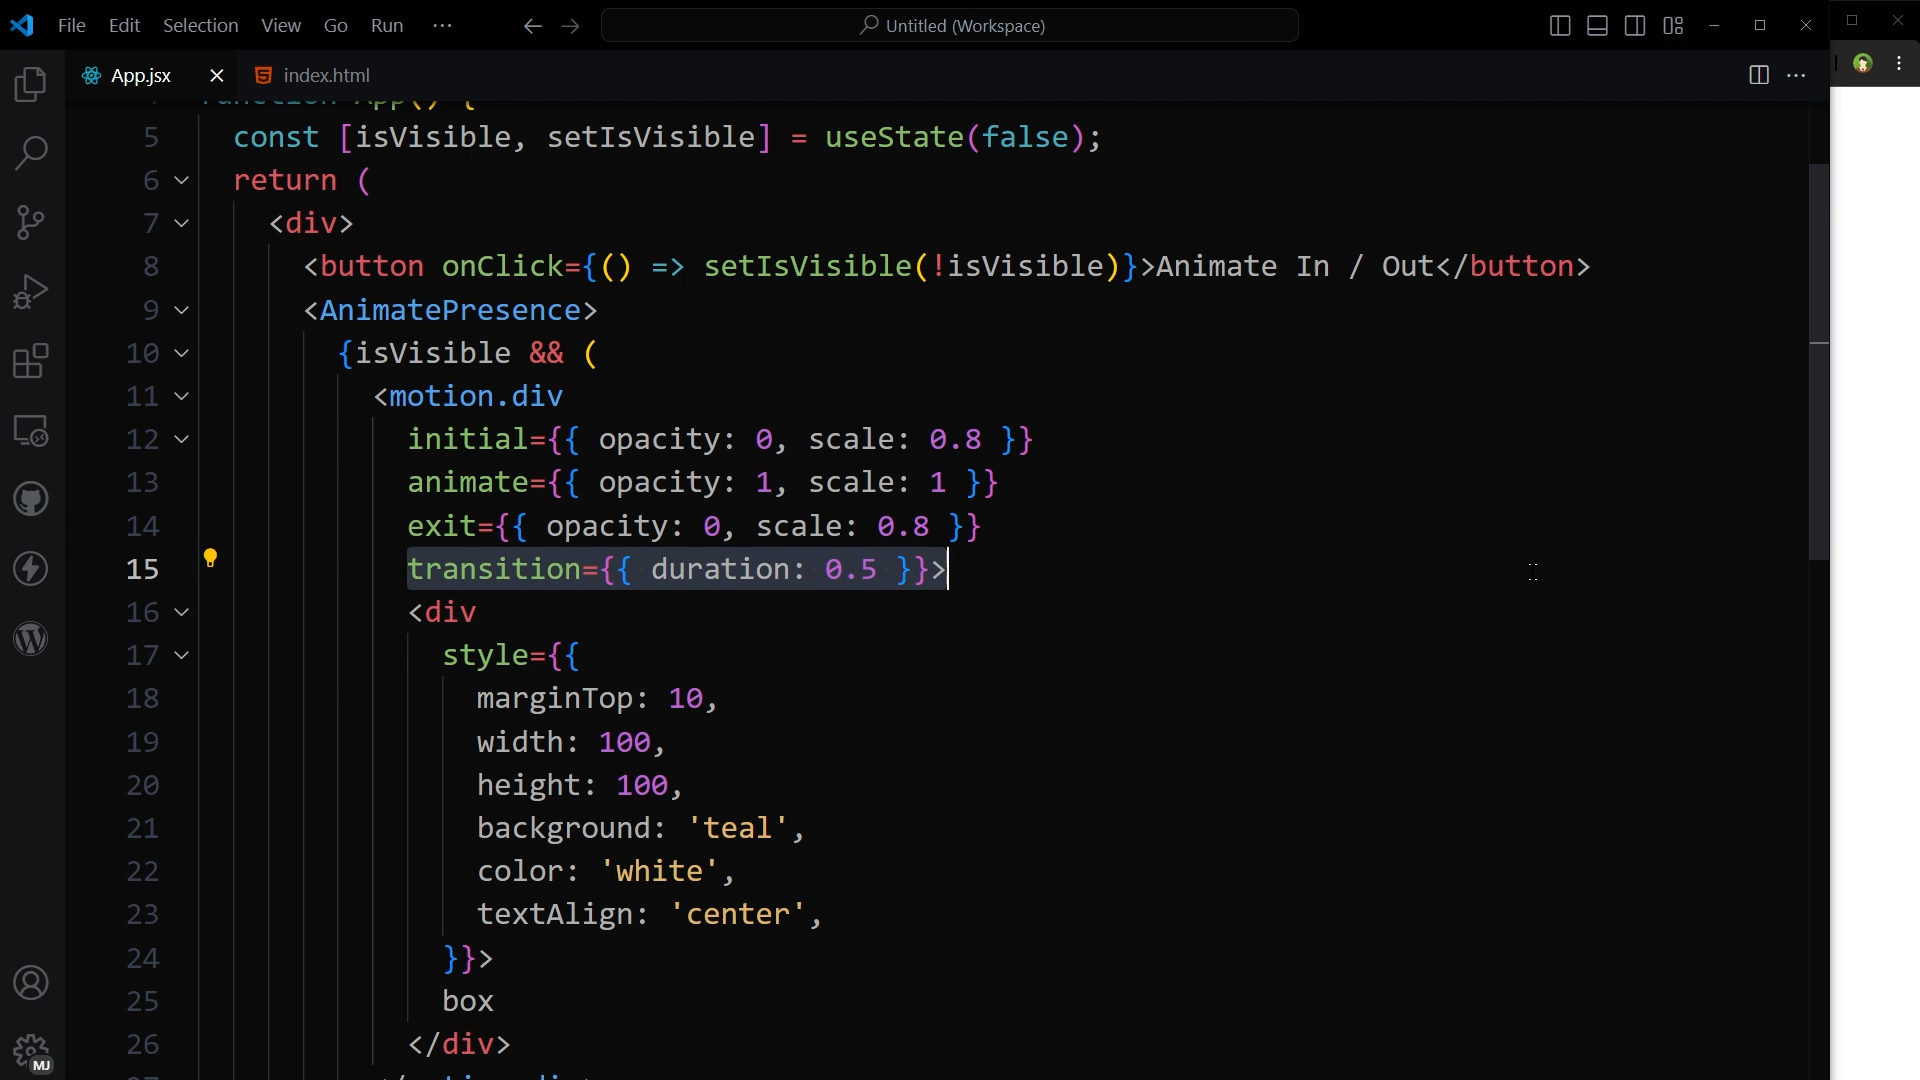 File Edit Selection View Go Run ··· Untitled (Workspace)
App.jsx index.html
function App() {
5 const [isVisible, setIsVisible] = useState(false);
6 return (
7 <div>
8 <button onClick={() => setIsVisible(!isVisible)}>Animate In / Out</button>
9 <AnimatePresence>
10 {isVisible && (
11 <motion.div
12 initial={{ opacity: 0, scale: 0.8 }}
13 animate={{ opacity: 1, scale: 1 }}
14 exit={{ opacity: 0, scale: 0.8 }}
15 transition={{ duration: 0.5 }}>
16 <div
17 style={{
18 marginTop: 10,
19 width: 100,
20 height: 100,
21 background: 'teal',
22 color: 'white',
23 textAlign: 'center',
24 }}>
25 box
26 </div>
MJ